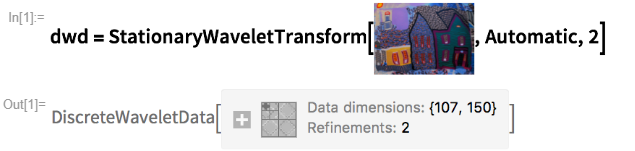 In[1]:=
dwd = StationaryWaveletTransform[ , Automatic, 2]
Out[1]=
DiscreteWaveletData[ Data dimensions: {107, 150}
Refinements: 2 ]